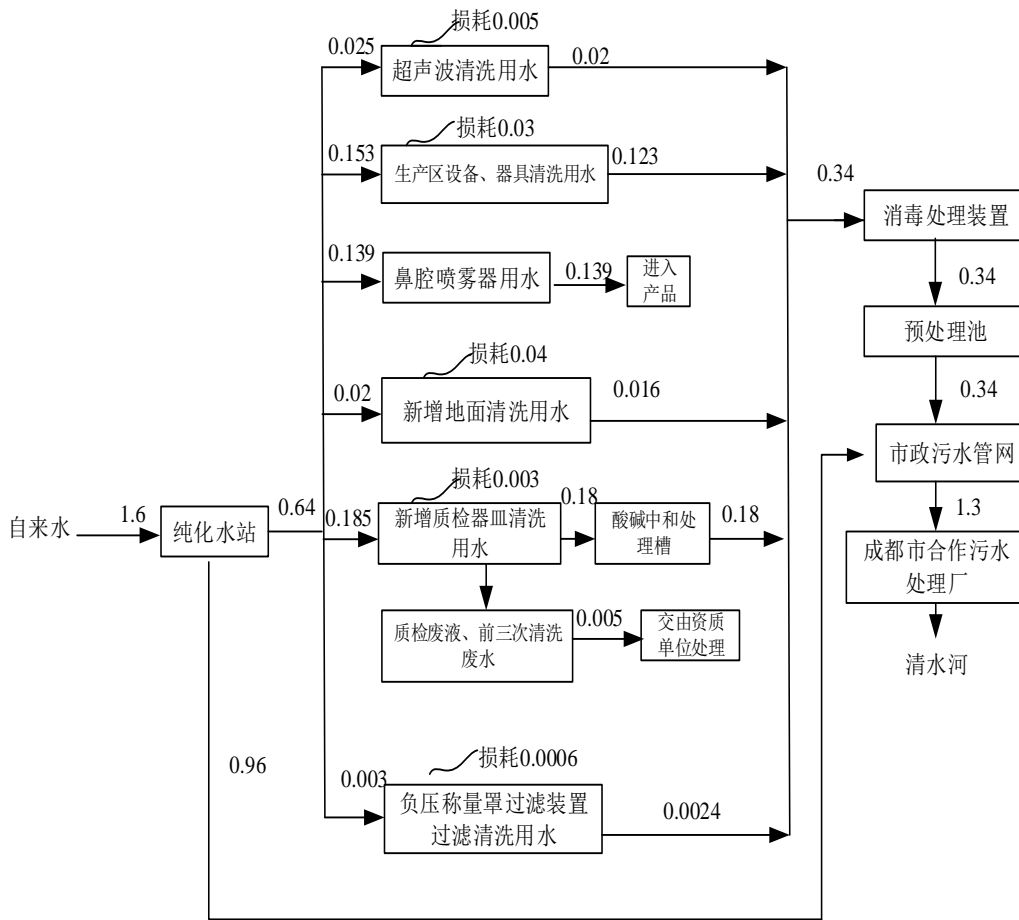 损耗0.005
0.025
超声波清洗用水
0.02
损耗0.03
0.153
生产区设备、器具清洗用水
0.123
0.34
消毒处理装置
0.139
鼻腔喷雾器用水
0.139
进入
产品
0.34
预处理池
损耗0.04
0.02
新增地面清洗用水
0.016
0.34
市政污水管网
自来水
1.6
纯化水站
0.64
损耗0.003
0.185
新增质检器皿清洗
用水
0.18
酸碱中和处
理槽
0.18
1.3
成都市合作污水
处理厂
质检废液、前三次清洗
废水
0.005
交由资质
单位处理
清水河
0.96
损耗0.0006
0.003
负压称量罩过滤装置
过滤清洗用水
0.0024